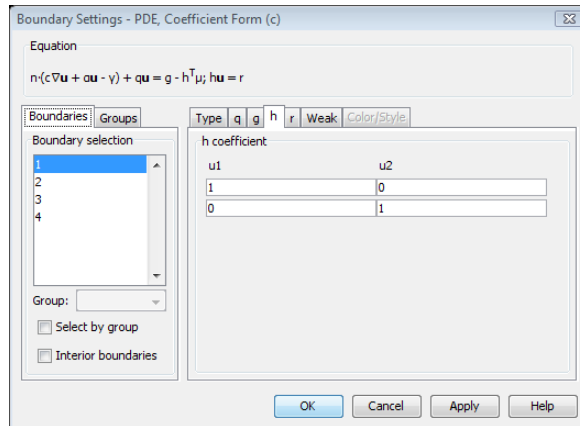 Boundary Settings - PDE, Coefficient Form (c)
Equation
n·(c∇u + αu - γ) + qu = g - hᵀμ; hu = r
Boundaries Groups
Type q g h r Weak Color/Style
Boundary selection
h coefficient
1
2
3
4
u1 u2
1 0
0 1
Group:
Select by group
Interior boundaries
OK Cancel Apply Help